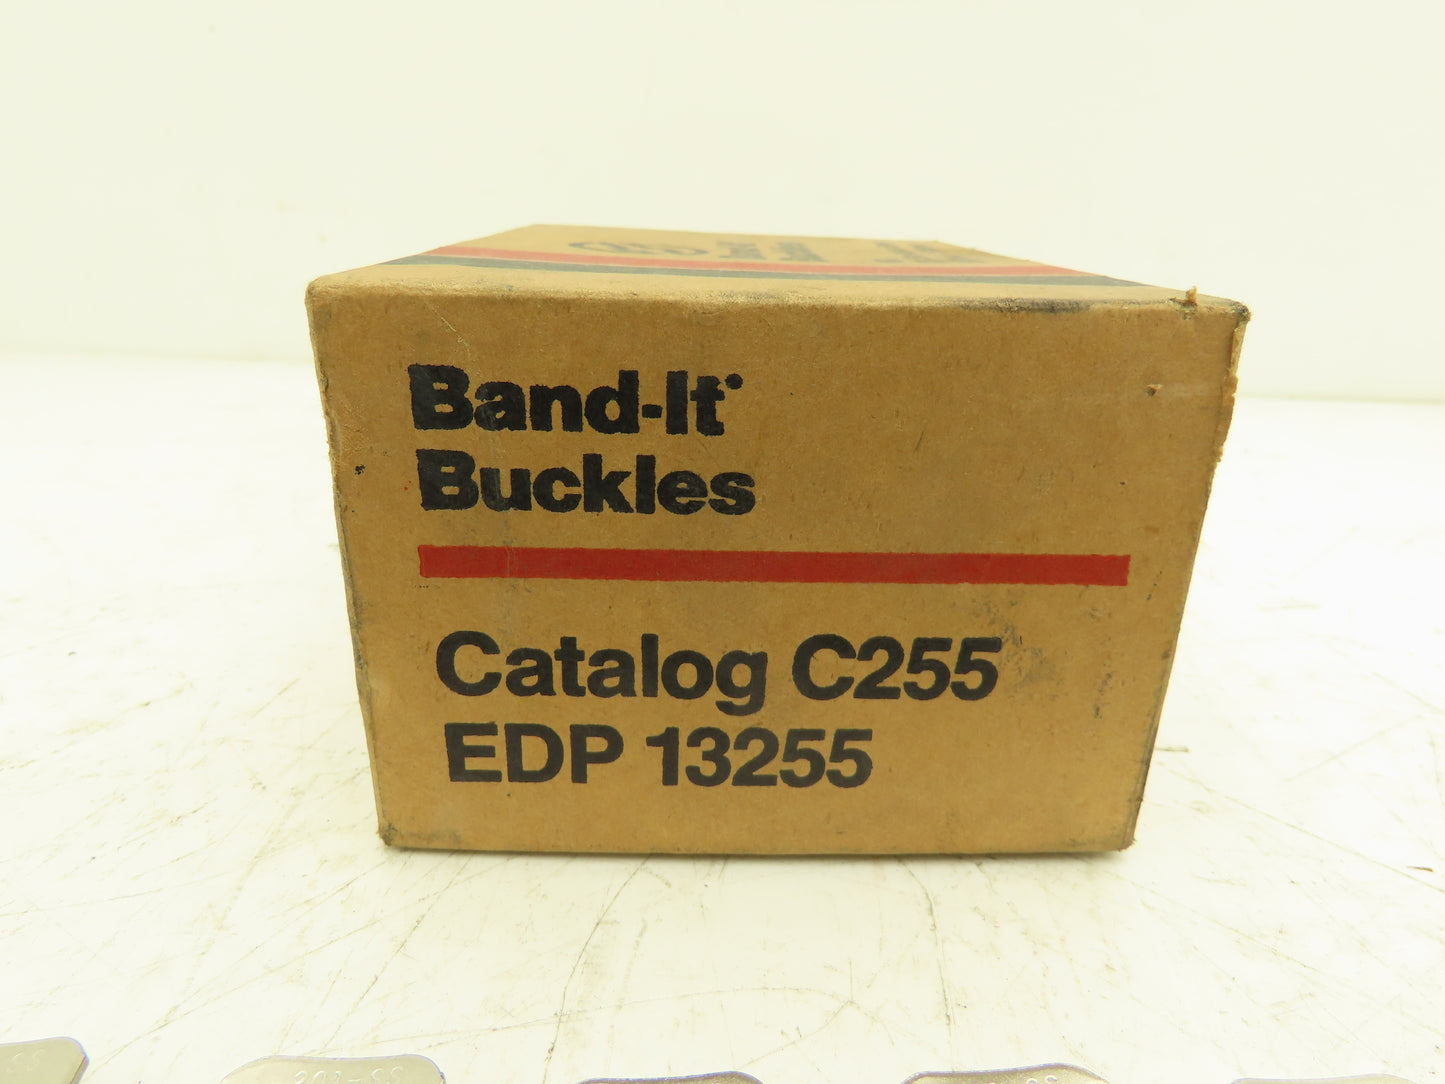 Band-It
Buckles
Catalog C255
EDP 13255